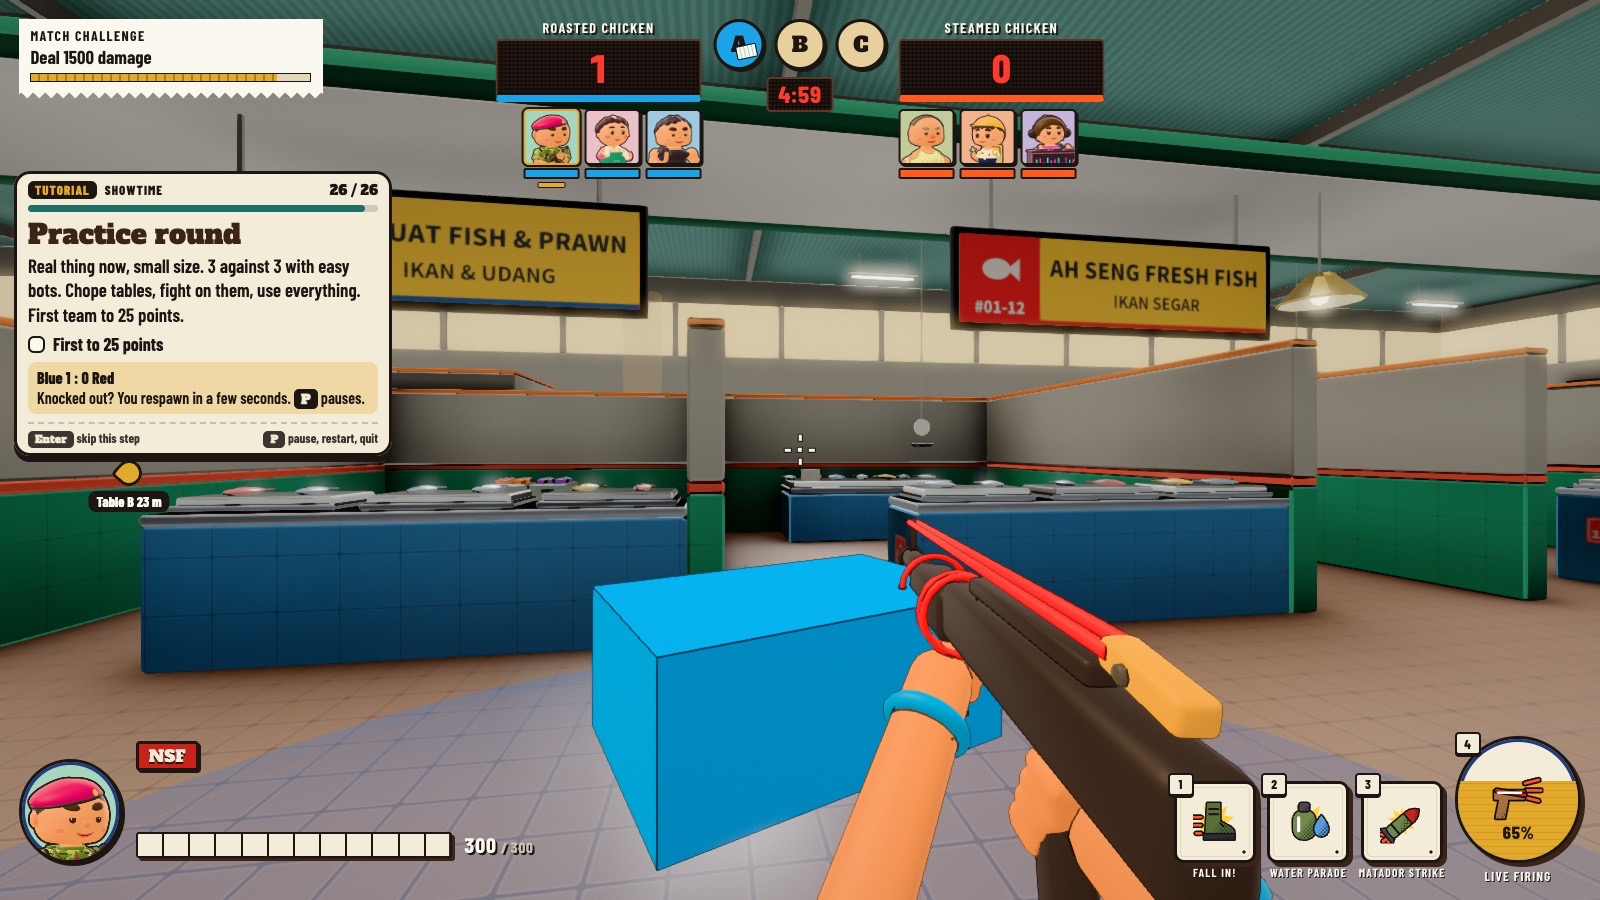 MATCH CHALLENGE
Deal 1500 damage
ROASTED CHICKEN
1
A
B
C
4:59
STEAMED CHICKEN
0
TUTORIAL SHOWTIME 26 / 26
Practice round
Real thing now, small size. 3 against 3 with easy
bots. Chope tables, fight on them, use everything.
First team to 25 points.
First to 25 points
Blue 1 : 0 Red
Knocked out? You respawn in a few seconds. P pauses.
Enter skip this step
P pause, restart, quit
Table B 23 m
UAT FISH & PRAWN
IKAN & UDANG
#01-12
AH SENG FRESH FISH
IKAN SEGAR
NSF
300 / 300
1
FALL IN!
2
WATER PARADE
3
MATADOR STRIKE
4
65%
LIVE FIRING